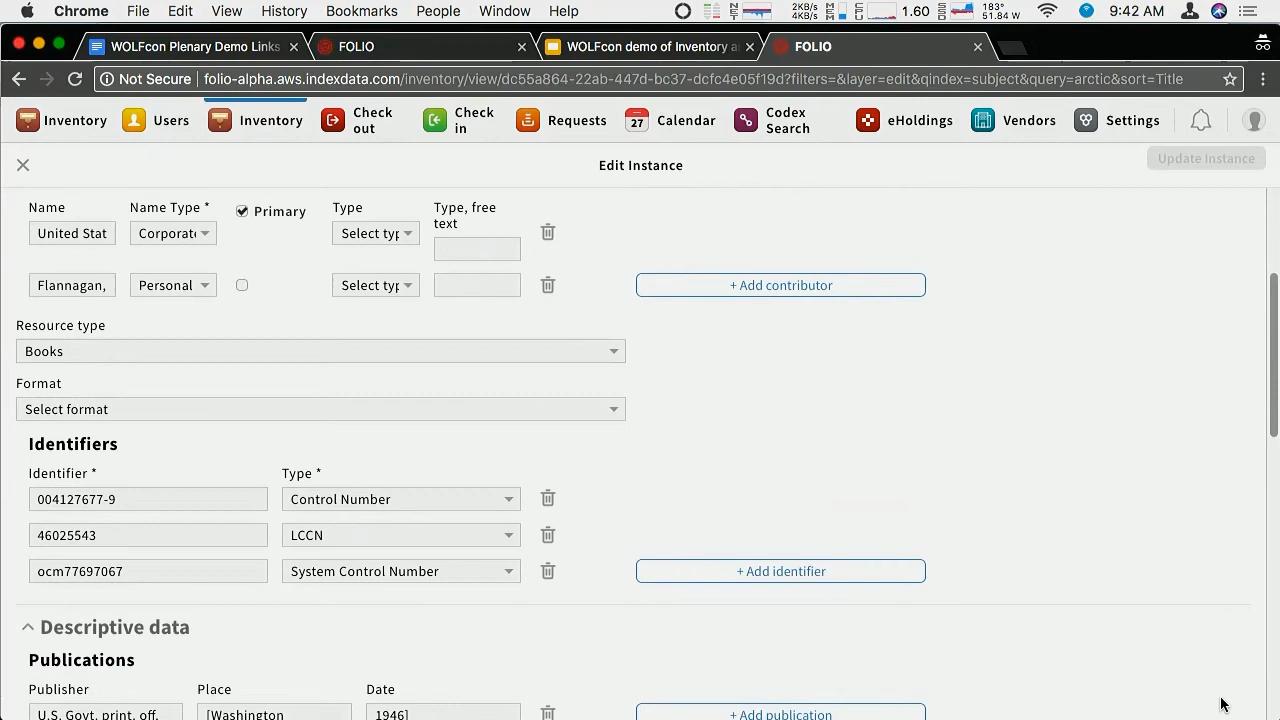 Chrome File Edit View History Bookmarks People Window Help 2KB/s 4KB/s 1.60 183° 51.84 W 9:42 AM
WOLFcon Plenary Demo Links FOLIO WOLFcon demo of Inventory a FOLIO
Not Secure folio-alpha.aws.indexdata.com/inventory/view/dc55a864-22ab-447d-bc37-dcfc4e05f19d?filters=&layer=edit&qindex=subject&query=arctic&sort=Title
Inventory Users Inventory Check out Check in Requests 27 Calendar Codex Search eHoldings Vendors Settings
Edit Instance Update Instance
Name Name Type * Primary Type Type, free text
United Stat Corporat Select typ
Flannagan, Personal Select typ + Add contributor
Resource type
Books
Format
Select format
Identifiers
Identifier * Type *
004127677-9 Control Number
46025543 LCCN
ocm77697067 System Control Number + Add identifier
Descriptive data
Publications
Publisher Place Date
U.S. Govt. print. off. [Washington 1946] + Add publication